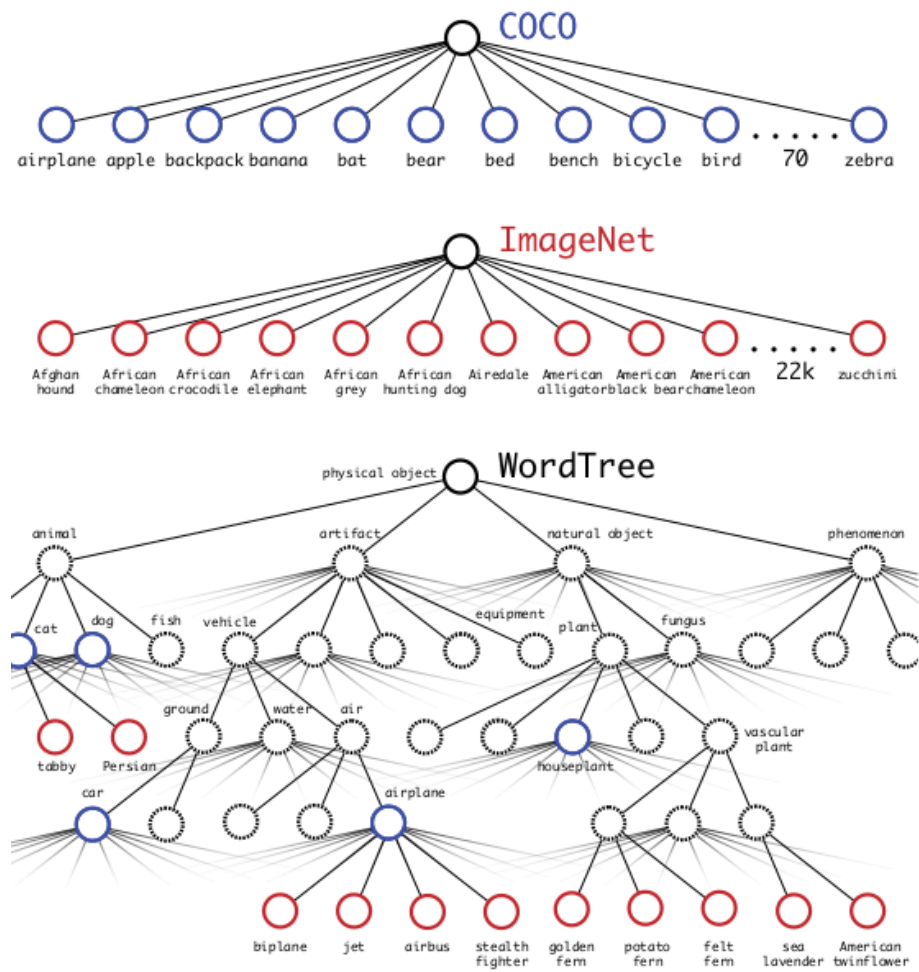 COCO
airplane apple backpack banana bat bear bed bench bicycle bird 70 zebra
ImageNet
Afghan hound
African chameleon
African crocodile
African elephant
African grey
African hunting dog
Airedale
American alligator
American black bear
American chameleon
22k
zucchini
WordTree
physical object
animal artifact natural object phenomenon
cat dog fish vehicle equipment plant fungus
ground water air
tabby Persian houseplant vascular plant
car airplane
biplane jet airbus
stealth fighter
golden fern
potato fern
felt fern
sea lavender
American twinflower